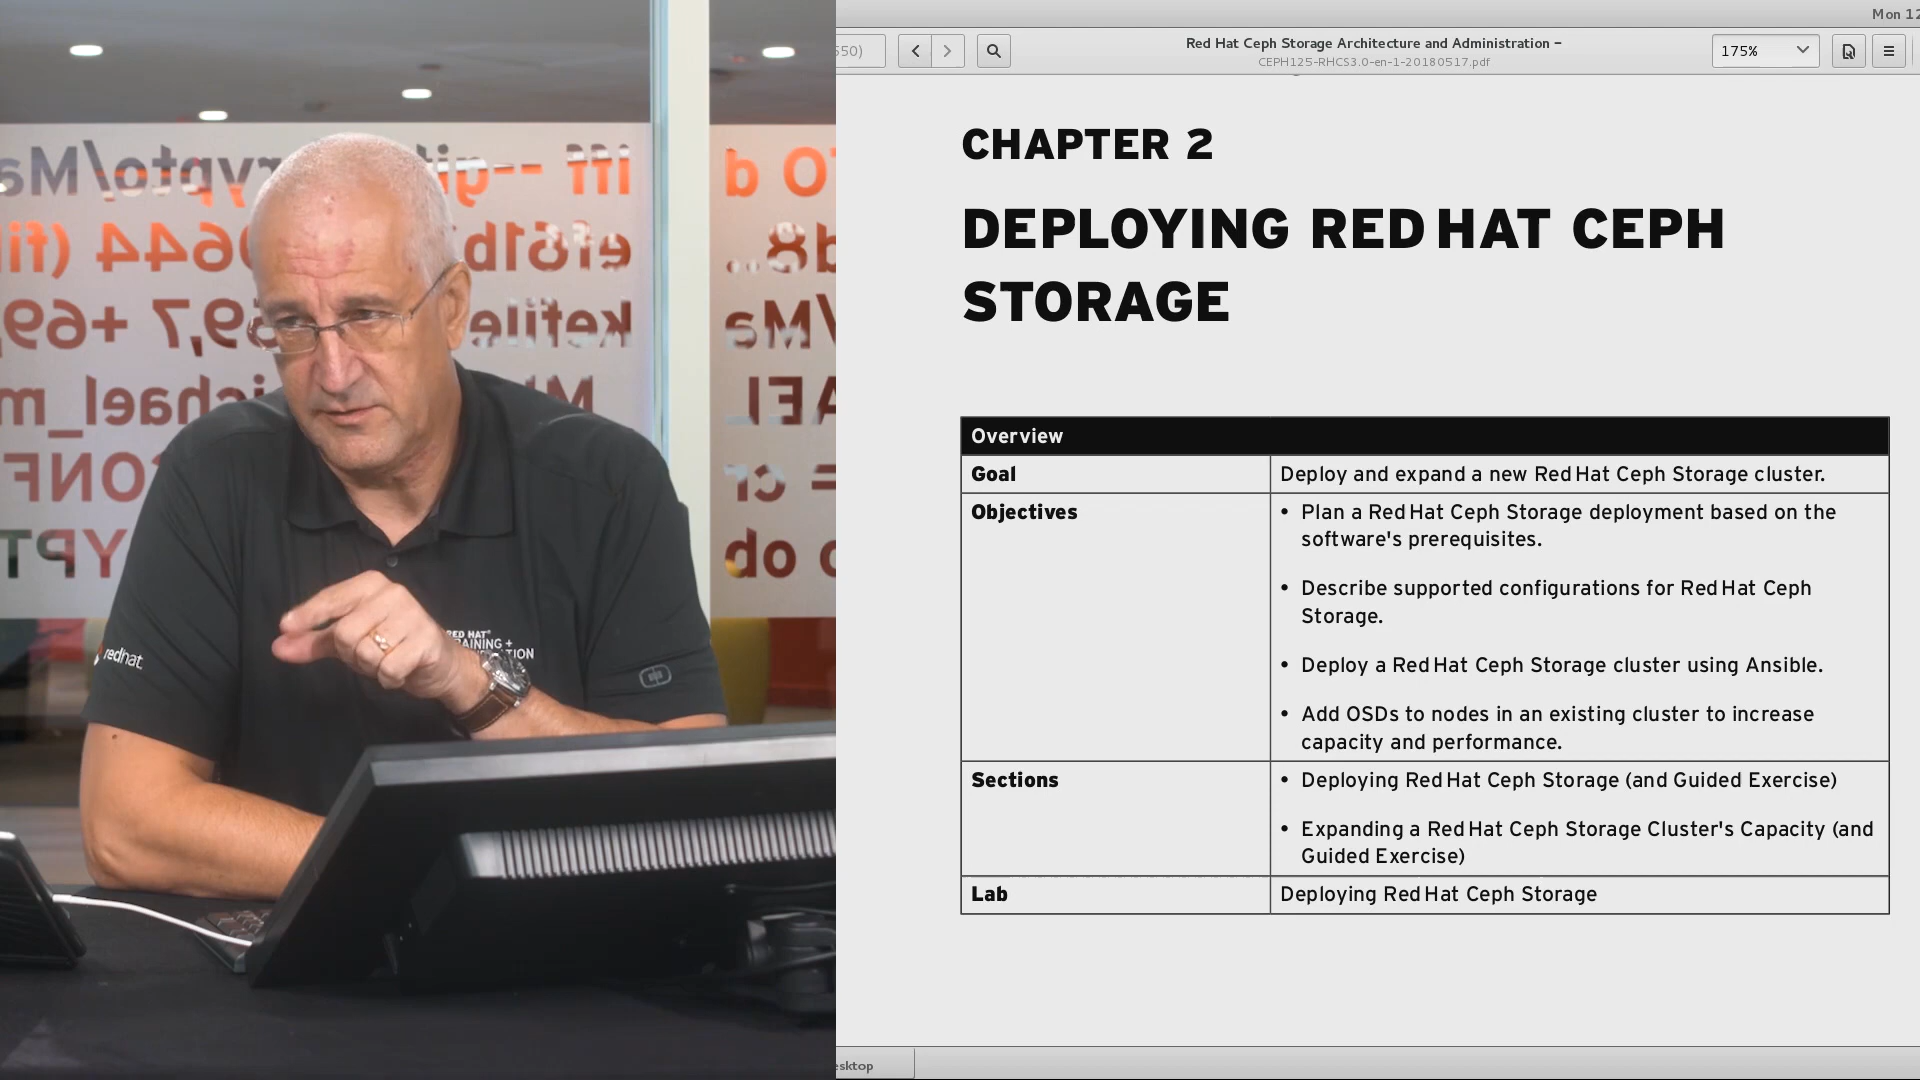 Mon 12
550)
Red Hat Ceph Storage Architecture and Administration –
CEPH125-RHCS3.0-en-1-20180517.pdf
175%
CHAPTER 2
DEPLOYING RED HAT CEPH
STORAGE
Overview
Goal
Deploy and expand a new Red Hat Ceph Storage cluster.
Objectives
• Plan a Red Hat Ceph Storage deployment based on the
software's prerequisites.
• Describe supported configurations for Red Hat Ceph
Storage.
• Deploy a Red Hat Ceph Storage cluster using Ansible.
• Add OSDs to nodes in an existing cluster to increase
capacity and performance.
Sections
• Deploying Red Hat Ceph Storage (and Guided Exercise)
• Expanding a Red Hat Ceph Storage Cluster's Capacity (and
Guided Exercise)
Lab
Deploying Red Hat Ceph Storage
esktop
redhat
RED HAT